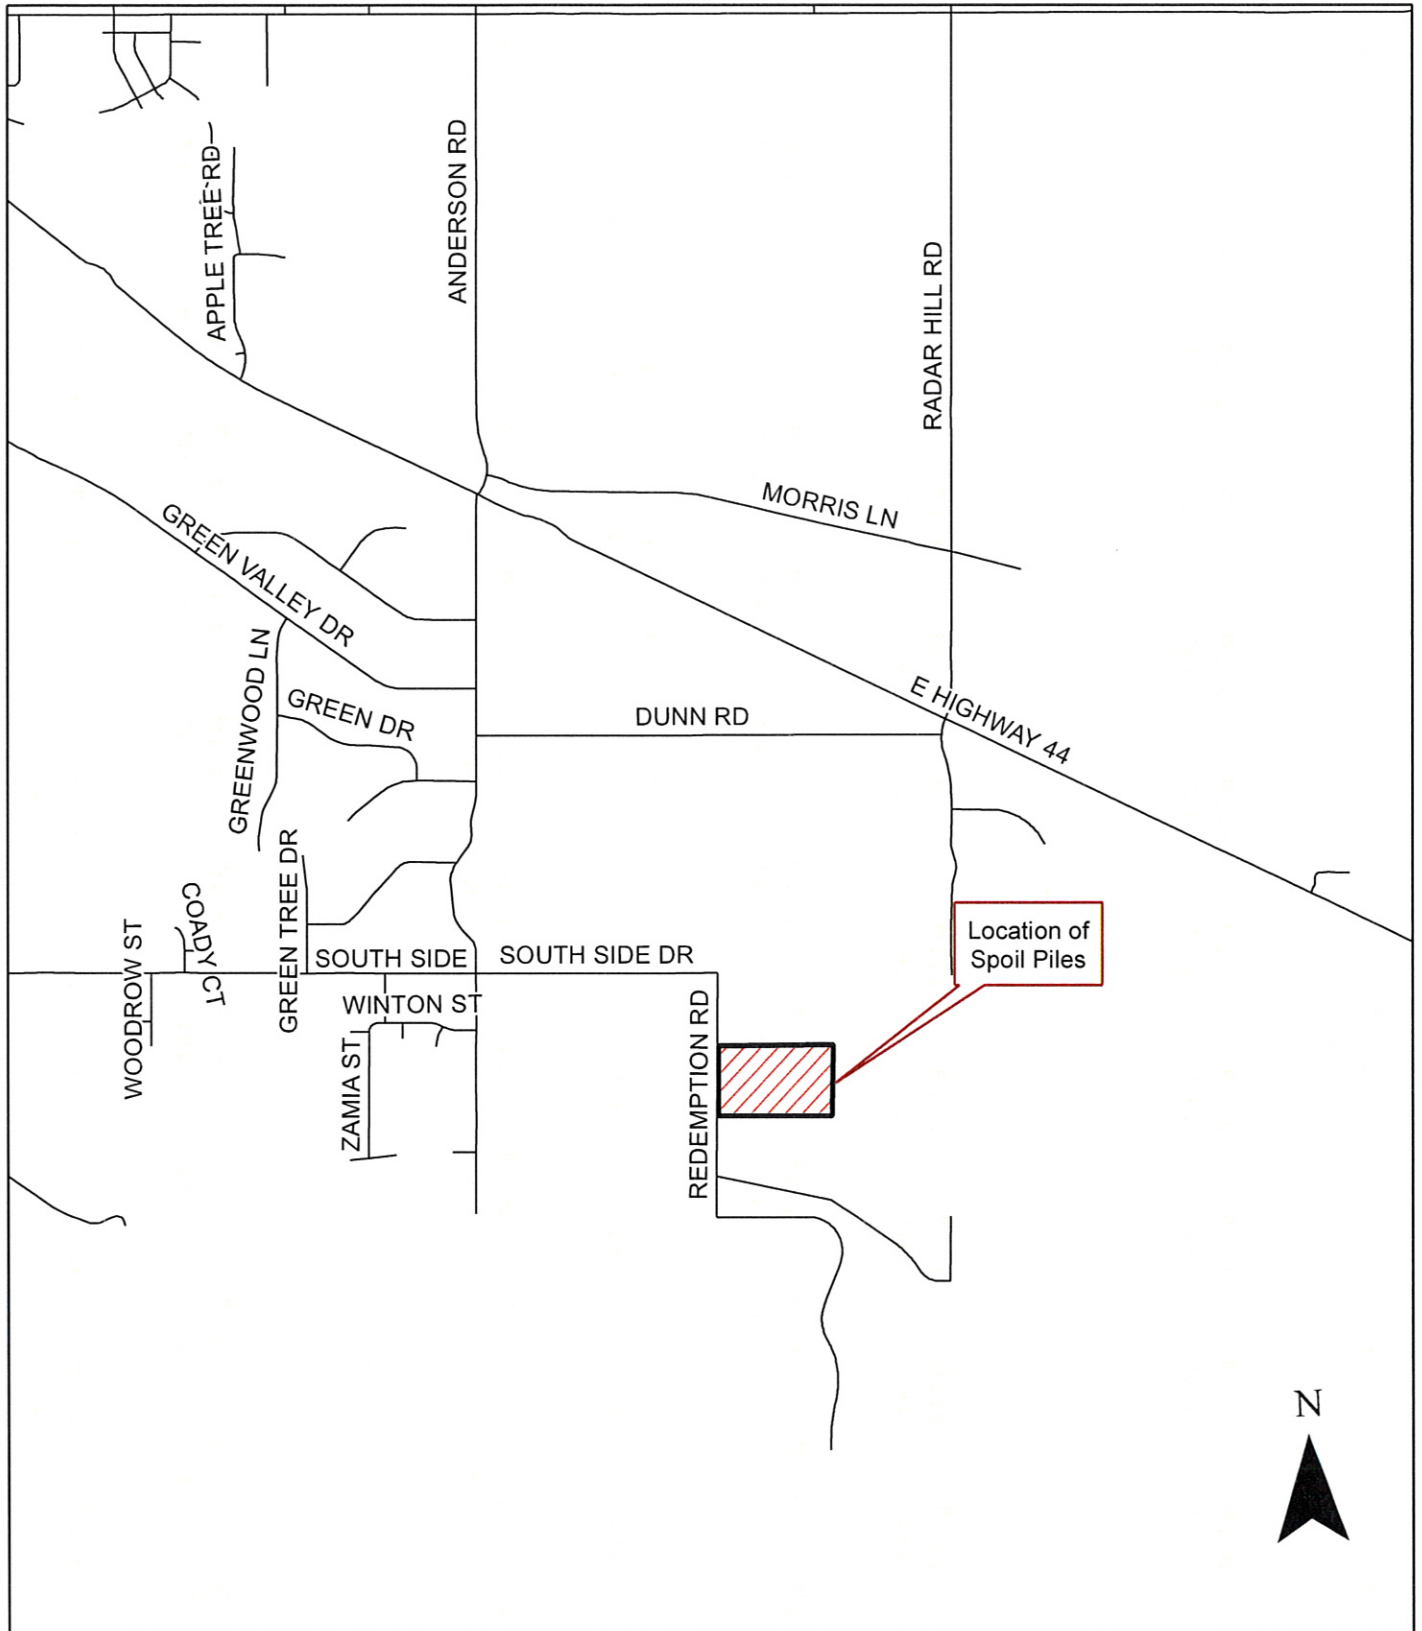 ANDERSON RD
APPLE TREE RD
RADAR HILL RD
MORRIS LN
GREEN VALLEY DR
GREENWOOD LN
GREEN DR
E HIGHWAY 44
DUNN RD
GREEN TREE DR
COADY CT
WOODROW ST
Location of
Spoil Piles
SOUTH SIDE
SOUTH SIDE DR
WINTON ST
REDEMPTION RD
ZAMIA ST
N